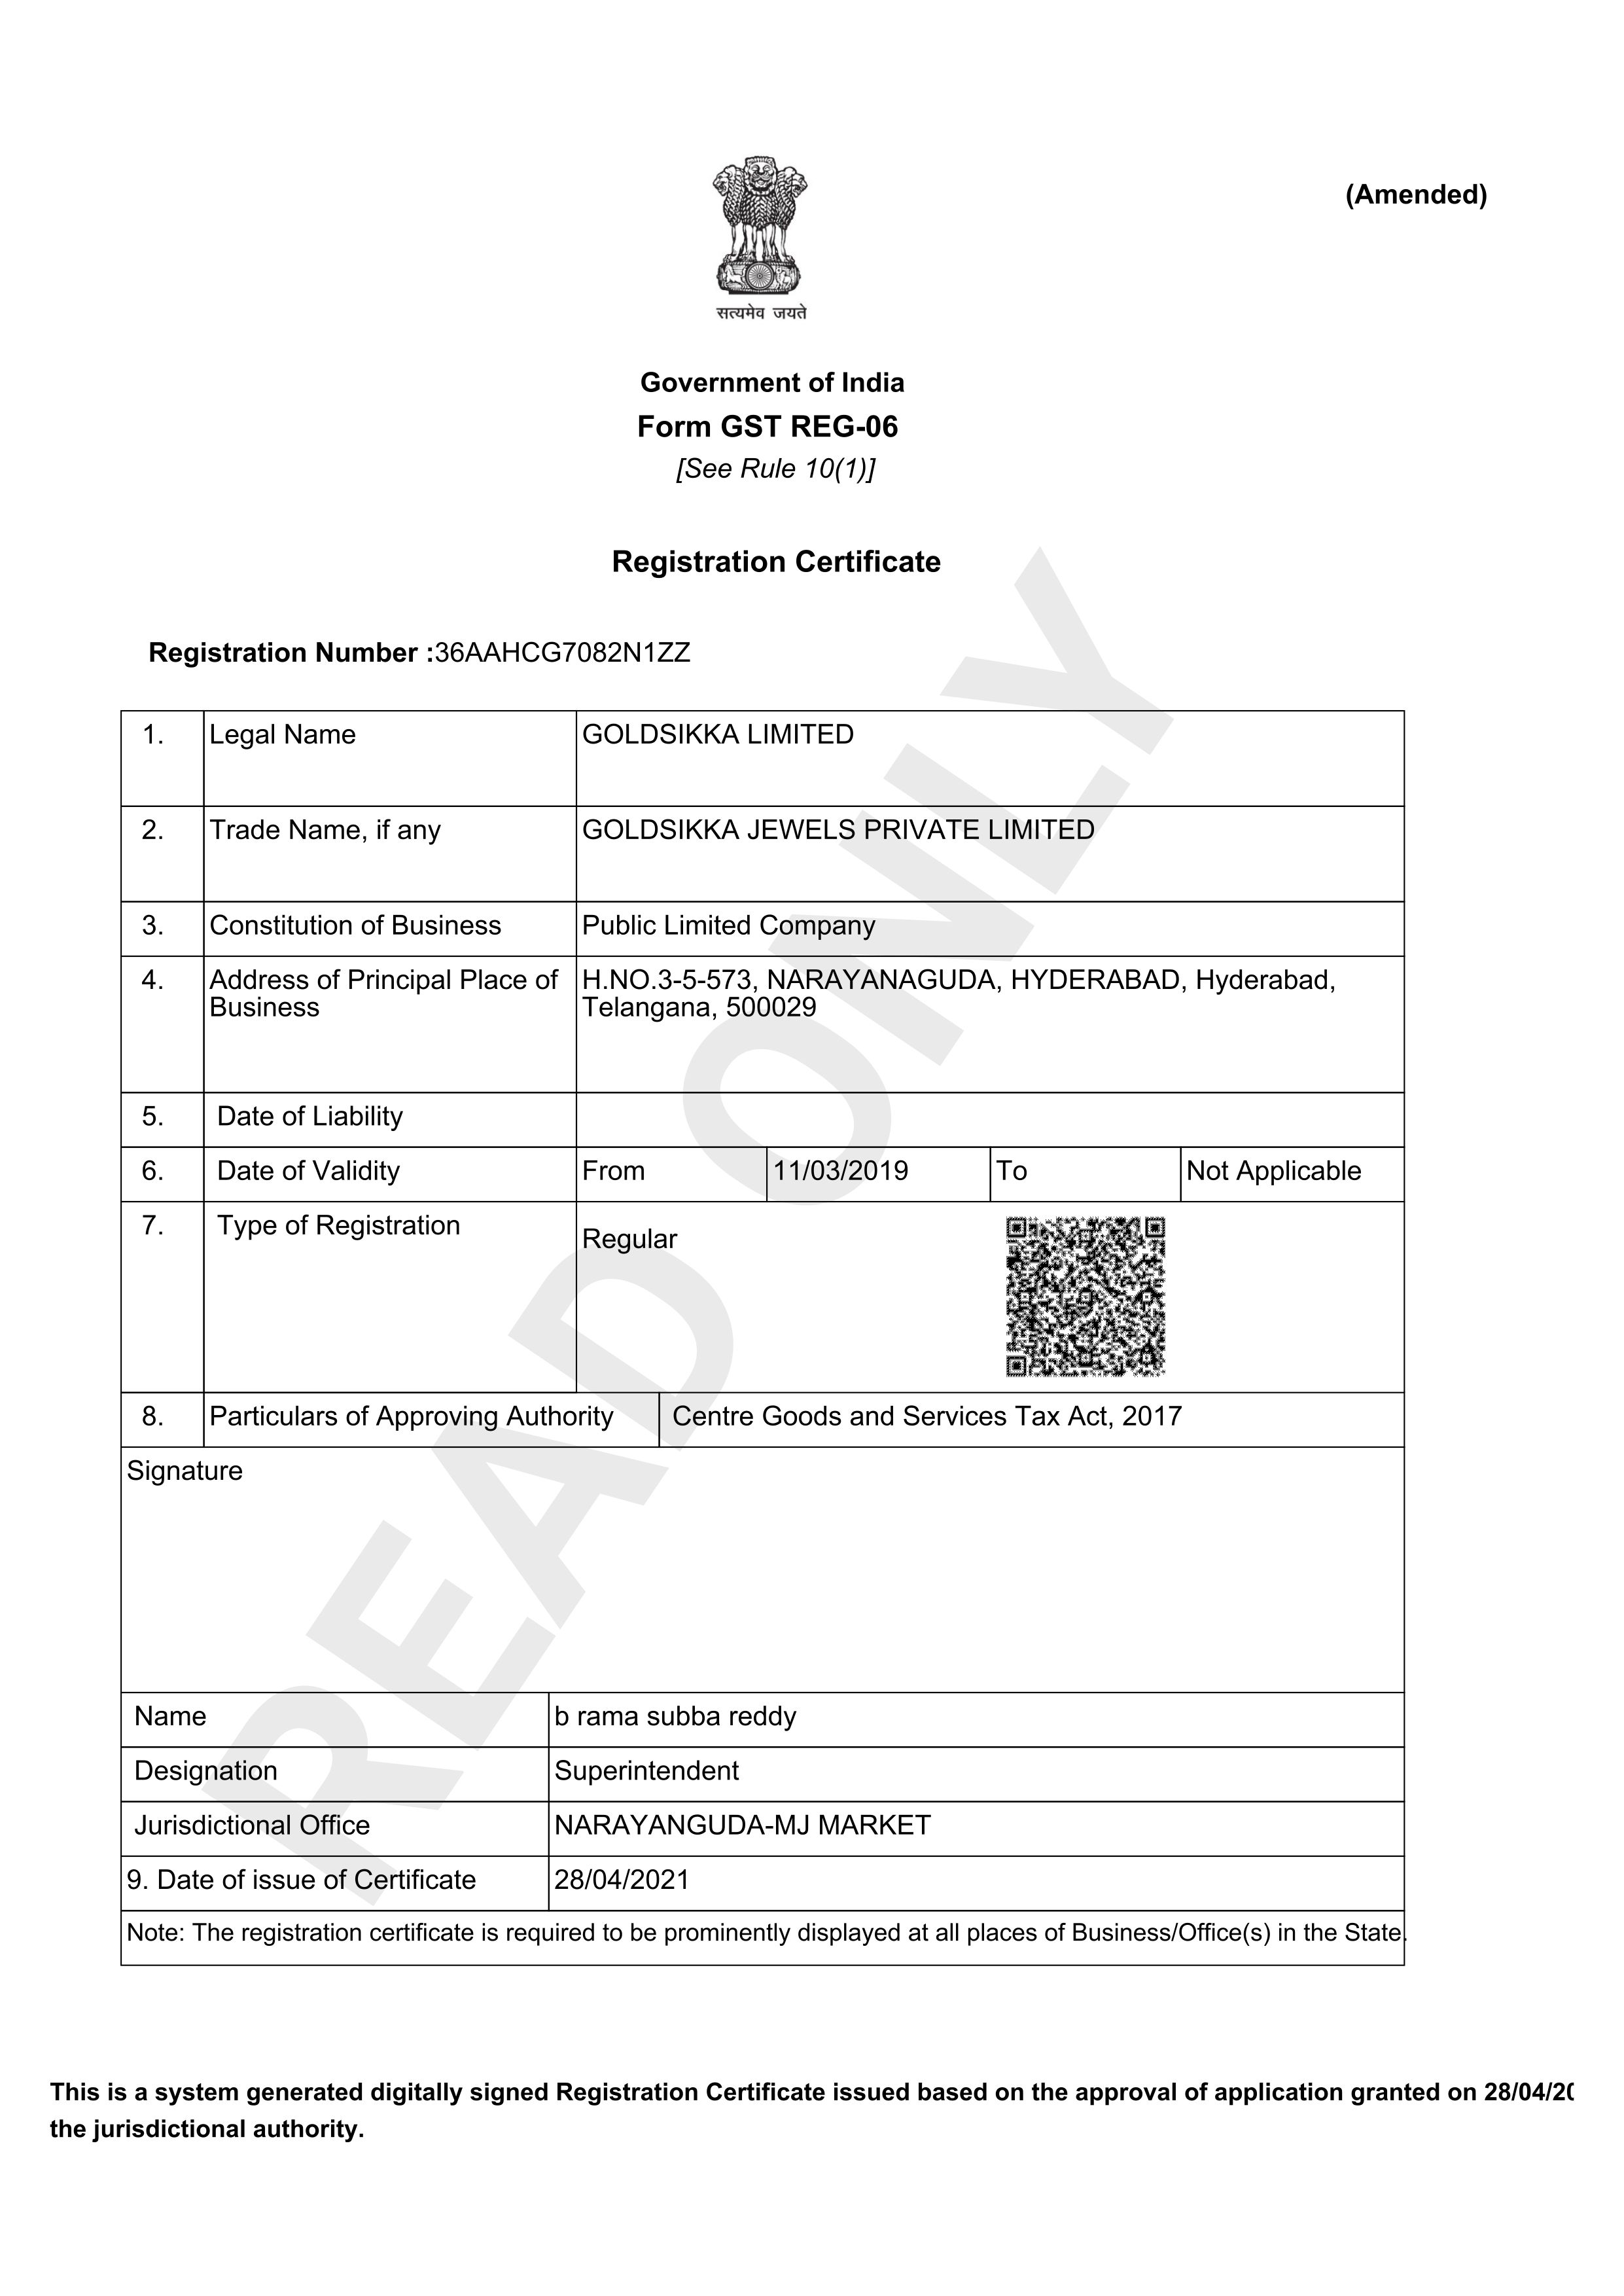 (Amended)
सत्यमेव जयते
Government of India
Form GST REG-06
[See Rule 10(1)]
Registration Certificate
Registration Number :36AAHCG7082N1ZZ
1. Legal Name GOLDSIKKA LIMITED
2. Trade Name, if any GOLDSIKKA JEWELS PRIVATE LIMITED
3. Constitution of Business Public Limited Company
4. Address of Principal Place of H.NO.3-5-573, NARAYANAGUDA, HYDERABAD, Hyderabad,
Business Telangana, 500029
5. Date of Liability
6. Date of Validity From 11/03/2019 To Not Applicable
7. Type of Registration Regular
8. Particulars of Approving Authority Centre Goods and Services Tax Act, 2017
Signature
Name b rama subba reddy
Designation Superintendent
Jurisdictional Office NARAYANGUDA-MJ MARKET
9. Date of issue of Certificate 28/04/2021
Note: The registration certificate is required to be prominently displayed at all places of Business/Office(s) in the State.
This is a system generated digitally signed Registration Certificate issued based on the approval of application granted on 28/04/20
the jurisdictional authority.
READ ONLY